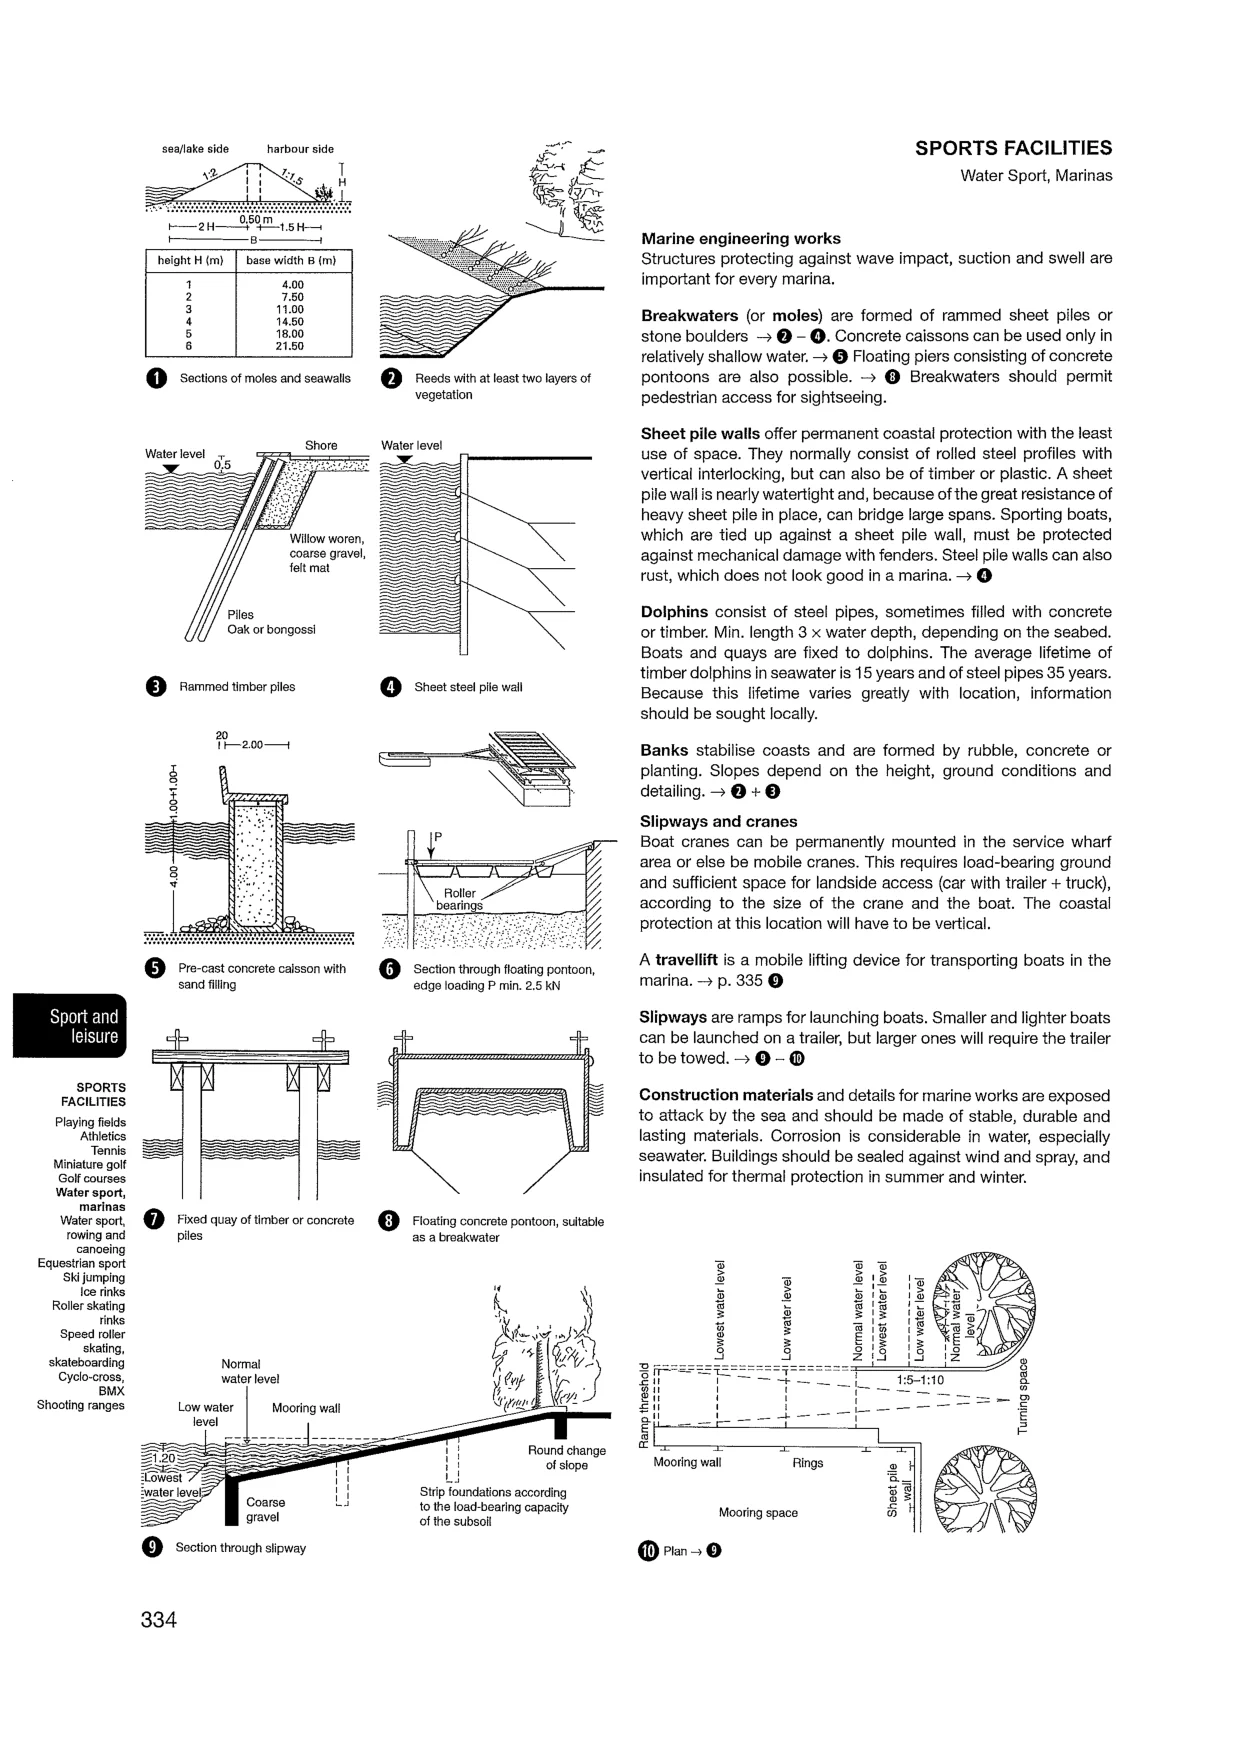 SPORTS FACILITIES
Water Sport, Marinas
sea/lake side
harbour side
1:2
1:1.5
H
2 H
0.50 m
1.5 H
B
height H (m) base width B (m)
1 4.00
2 7.50
3 11.00
4 14.50
5 18.00
6 21.50
1 Sections of moles and seawalls
2 Reeds with at least two layers of
vegetation
Water level
0.5
Shore
Willow woren,
coarse gravel,
felt mat
Piles
Oak or bongossi
3 Rammed timber piles
Water level
4 Sheet steel pile wall
20
2.00
1.00+1.00
4.00
5 Pre-cast concrete caisson with
sand filling
P
Roller
bearings
6 Section through floating pontoon,
edge loading P min. 2.5 kN
7 Fixed quay of timber or concrete
piles
8 Floating concrete pontoon, suitable
as a breakwater
Normal
water level
Low water
level
Mooring wall
1.20
Lowest
water level
Coarse
gravel
Round change
of slope
Strip foundations according
to the load-bearing capacity
of the subsoil
9 Section through slipway
Marine engineering works
Structures protecting against wave impact, suction and swell are
important for every marina.
Breakwaters (or moles) are formed of rammed sheet piles or
stone boulders → 2 – 4. Concrete caissons can be used only in
relatively shallow water. → 5 Floating piers consisting of concrete
pontoons are also possible. → 8 Breakwaters should permit
pedestrian access for sightseeing.
Sheet pile walls offer permanent coastal protection with the least
use of space. They normally consist of rolled steel profiles with
vertical interlocking, but can also be of timber or plastic. A sheet
pile wall is nearly watertight and, because of the great resistance of
heavy sheet pile in place, can bridge large spans. Sporting boats,
which are tied up against a sheet pile wall, must be protected
against mechanical damage with fenders. Steel pile walls can also
rust, which does not look good in a marina. → 4
Dolphins consist of steel pipes, sometimes filled with concrete
or timber. Min. length 3 × water depth, depending on the seabed.
Boats and quays are fixed to dolphins. The average lifetime of
timber dolphins in seawater is 15 years and of steel pipes 35 years.
Because this lifetime varies greatly with location, information
should be sought locally.
Banks stabilise coasts and are formed by rubble, concrete or
planting. Slopes depend on the height, ground conditions and
detailing. → 2 + 3
Slipways and cranes
Boat cranes can be permanently mounted in the service wharf
area or else be mobile cranes. This requires load-bearing ground
and sufficient space for landside access (car with trailer + truck),
according to the size of the crane and the boat. The coastal
protection at this location will have to be vertical.
A travellift is a mobile lifting device for transporting boats in the
marina. → p. 335 9
Slipways are ramps for launching boats. Smaller and lighter boats
can be launched on a trailer, but larger ones will require the trailer
to be towed. → 9 – 10
Construction materials and details for marine works are exposed
to attack by the sea and should be made of stable, durable and
lasting materials. Corrosion is considerable in water, especially
seawater. Buildings should be sealed against wind and spray, and
insulated for thermal protection in summer and winter.
Lowest water level
Low water level
Normal water level
Lowest water level
Low water level
Normal water
level
Ramp threshold
1:5–1:10
Turning space
Mooring wall
Rings
Sheet pile
wall
Mooring space
10 Plan → 9
Sport and
leisure
SPORTS
FACILITIES
Playing fields
Athletics
Tennis
Miniature golf
Golf courses
Water sport,
marinas
Water sport,
rowing and
canoeing
Equestrian sport
Ski jumping
Ice rinks
Roller skating
rinks
Speed roller
skating,
skateboarding
Cyclo-cross,
BMX
Shooting ranges
334